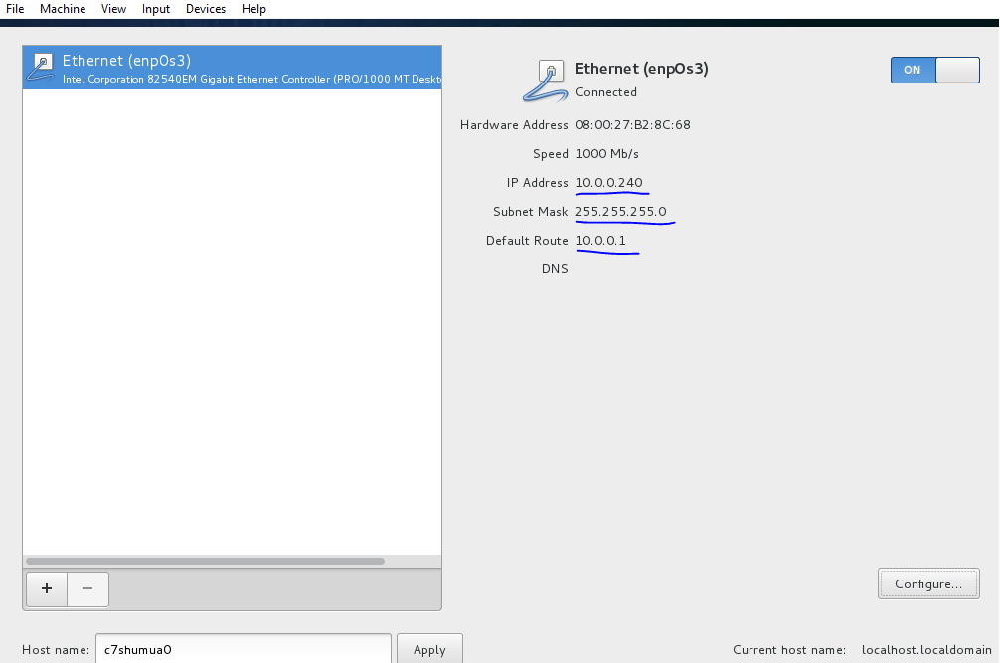 File Machine View Input Devices Help
Ethernet (enp0s3)
Intel Corporation 82540EM Gigabit Ethernet Controller (PRO/1000 MT Deskt
Ethernet (enp0s3)
Connected
ON
Hardware Address 08:00:27:B2:8C:68
Speed 1000 Mb/s
IP Address 10.0.0.240
Subnet Mask 255.255.255.0
Default Route 10.0.0.1
DNS
+ −
Configure...
Host name: c7shumua0 Apply
Current host name: localhost.localdomain